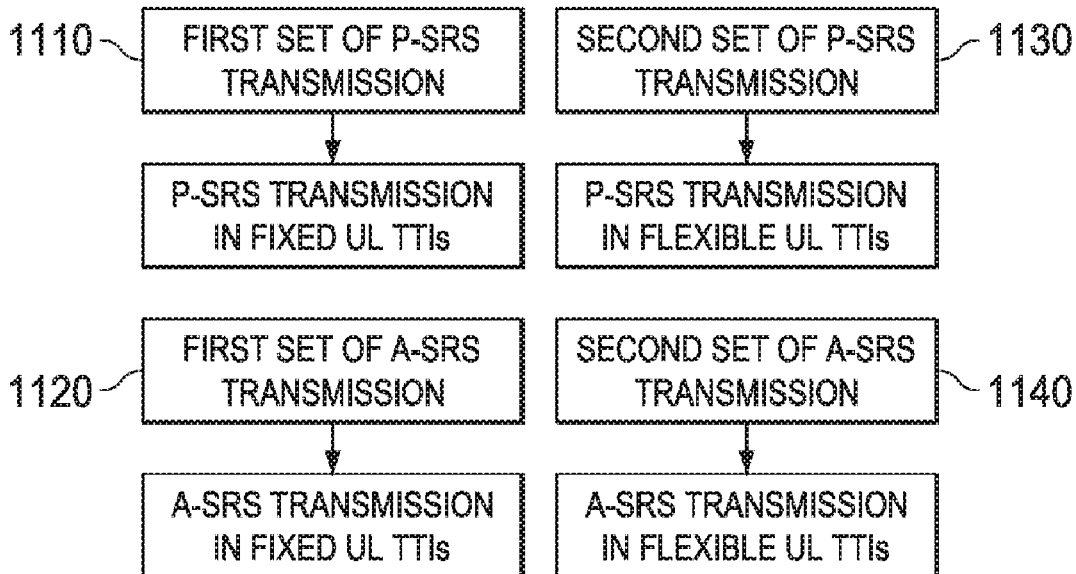 1110
FIRST SET OF P-SRS
TRANSMISSION
SECOND SET OF P-SRS
TRANSMISSION
1130
P-SRS TRANSMISSION
IN FIXED UL TTIs
P-SRS TRANSMISSION
IN FLEXIBLE UL TTIs
1120
FIRST SET OF A-SRS
TRANSMISSION
SECOND SET OF A-SRS
TRANSMISSION
1140
A-SRS TRANSMISSION
IN FIXED UL TTIs
A-SRS TRANSMISSION
IN FLEXIBLE UL TTIs